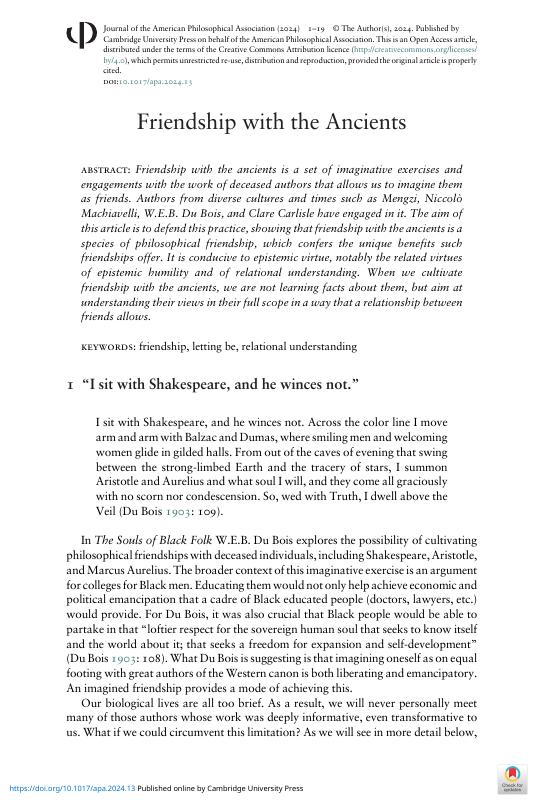 Journal of the American Philosophical Association (2024) 1–19 © The Author(s), 2024. Published by
Cambridge University Press on behalf of the American Philosophical Association. This is an Open Access article,
distributed under the terms of the Creative Commons Attribution licence (http://creativecommons.org/licenses/
by/4.0), which permits unrestricted re-use, distribution and reproduction, provided the original article is properly
cited.
DOI:10.1017/apa.2024.13
Friendship with the Ancients
ABSTRACT: Friendship with the ancients is a set of imaginative exercises and
engagements with the work of deceased authors that allows us to imagine them
as friends. Authors from diverse cultures and times such as Mengzi, Niccolò
Machiavelli, W.E.B. Du Bois, and Clare Carlisle have engaged in it. The aim of
this article is to defend this practice, showing that friendship with the ancients is a
species of philosophical friendship, which confers the unique benefits such
friendships offer. It is conducive to epistemic virtue, notably the related virtues
of epistemic humility and of relational understanding. When we cultivate
friendship with the ancients, we are not learning facts about them, but aim at
understanding their views in their full scope in a way that a relationship between
friends allows.
KEYWORDS: friendship, letting be, relational understanding
1 “I sit with Shakespeare, and he winces not.”
I sit with Shakespeare, and he winces not. Across the color line I move
arm and arm with Balzac and Dumas, where smiling men and welcoming
women glide in gilded halls. From out of the caves of evening that swing
between the strong-limbed Earth and the tracery of stars, I summon
Aristotle and Aurelius and what soul I will, and they come all graciously
with no scorn nor condescension. So, wed with Truth, I dwell above the
Veil (Du Bois 1903: 109).
In The Souls of Black Folk W.E.B. Du Bois explores the possibility of cultivating
philosophical friendships with deceased individuals, including Shakespeare, Aristotle,
and Marcus Aurelius. The broader context of this imaginative exercise is an argument
for colleges for Black men. Educating them would not only help achieve economic and
political emancipation that a cadre of Black educated people (doctors, lawyers, etc.)
would provide. For Du Bois, it was also crucial that Black people would be able to
partake in that “loftier respect for the sovereign human soul that seeks to know itself
and the world about it; that seeks a freedom for expansion and self-development”
(Du Bois 1903: 108). What Du Bois is suggesting is that imagining oneself as on equal
footing with great authors of the Western canon is both liberating and emancipatory.
An imagined friendship provides a mode of achieving this.
Our biological lives are all too brief. As a result, we will never personally meet
many of those authors whose work was deeply informative, even transformative to
us. What if we could circumvent this limitation? As we will see in more detail below,
https://doi.org/10.1017/apa.2024.13 Published online by Cambridge University Press
Check for
updates